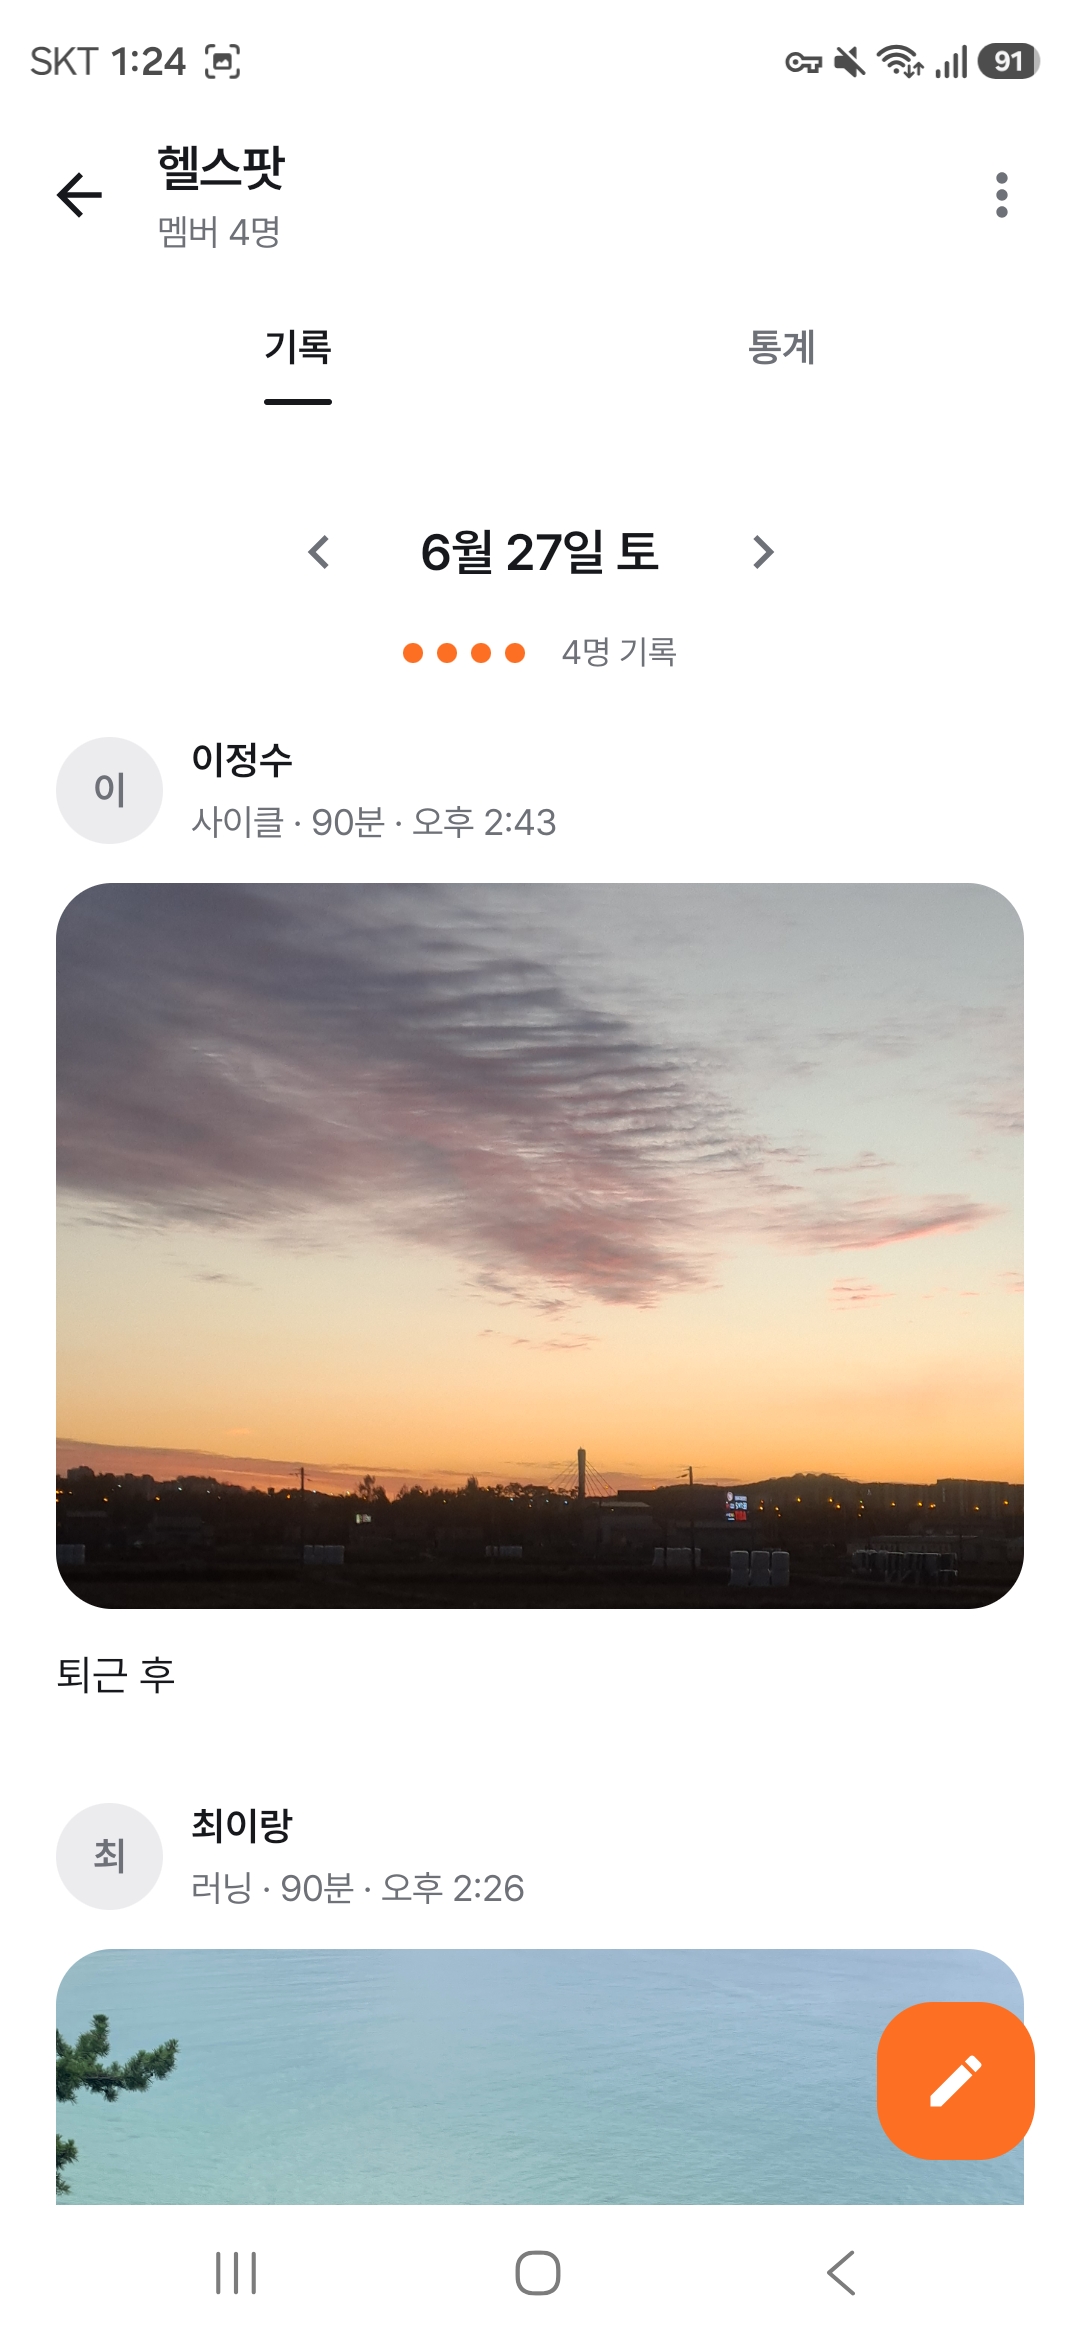 SKT 1:24
91
헬스팟
멤버 4명
기록
통계
6월 27일 토
4명 기록
이
이정수
사이클 · 90분 · 오후 2:43
퇴근 후
최
최이랑
러닝 · 90분 · 오후 2:26